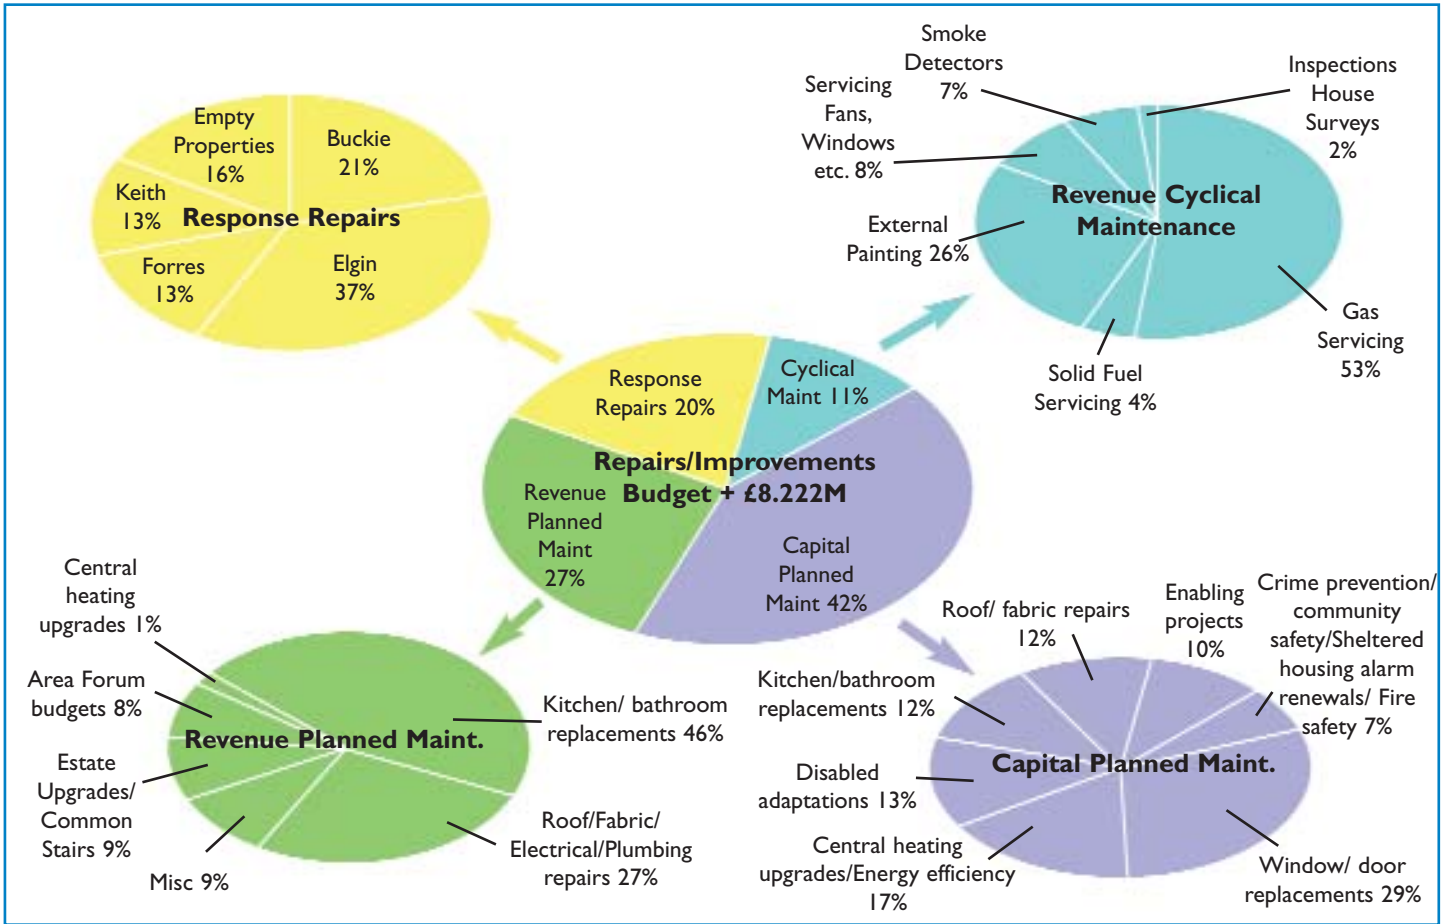 Empty
Properties
16%
Buckie
21%
Keith
13%
Response Repairs
Forres
13%
Elgin
37%
Smoke
Detectors
7%
Servicing
Fans,
Windows
etc. 8%
Inspections
House
Surveys
2%
Revenue Cyclical
Maintenance
External
Painting 26%
Solid Fuel
Servicing 4%
Gas
Servicing
53%
Response
Repairs 20%
Cyclical
Maint 11%
Repairs/Improvements
Budget + £8.222M
Revenue
Planned
Maint
27%
Capital
Planned
Maint 42%
Central
heating
upgrades 1%
Area Forum
budgets 8%
Revenue Planned Maint.
Kitchen/ bathroom
replacements 46%
Estate
Upgrades/
Common
Stairs 9%
Misc 9%
Roof/Fabric/
Electrical/Plumbing
repairs 27%
Roof/ fabric repairs
12%
Enabling
projects
10%
Crime prevention/
community
safety/Sheltered
housing alarm
renewals/ Fire
safety 7%
Kitchen/bathroom
replacements 12%
Capital Planned Maint.
Disabled
adaptations 13%
Central heating
upgrades/Energy efficiency
17%
Window/ door
replacements 29%